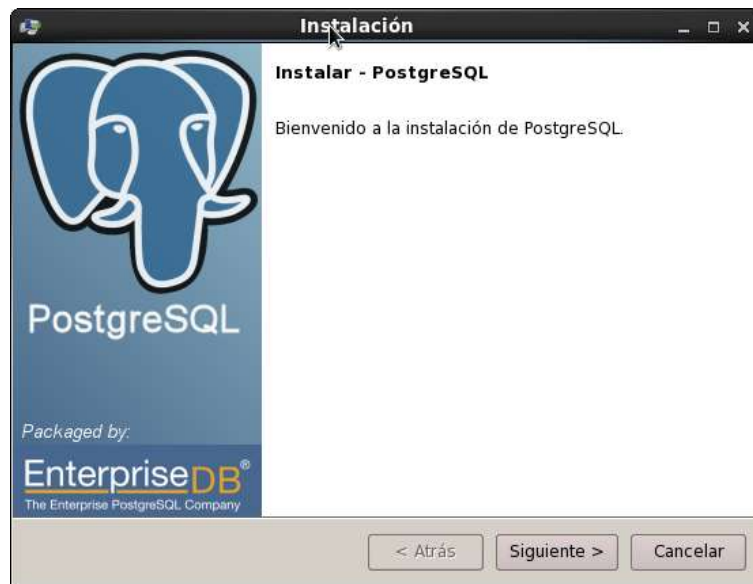 Instalación
Instalar - PostgreSQL
Bienvenido a la instalación de PostgreSQL.
PostgreSQL
Packaged by:
EnterpriseDB®
The Enterprise PostgreSQL Company
< Atrás
Siguiente >
Cancelar